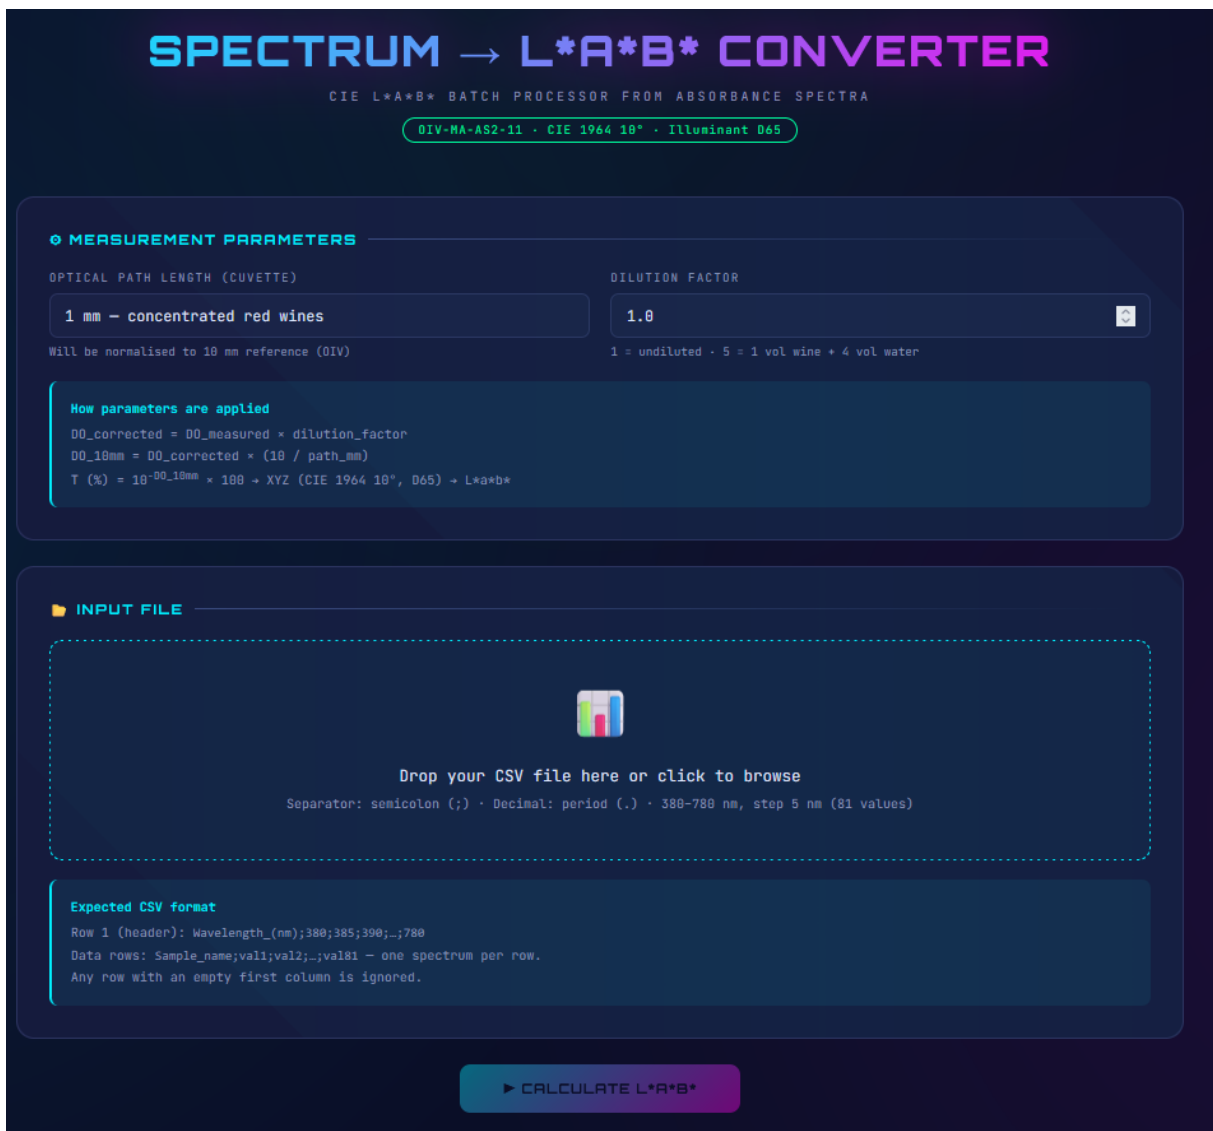 SPECTRUM → L*A*B* CONVERTER
CIE L*A*B* BATCH PROCESSOR FROM ABSORBANCE SPECTRA
OIV-MA-AS2-11 · CIE 1964 10° · Illuminant D65
⚙ MEASUREMENT PARAMETERS
OPTICAL PATH LENGTH (CUVETTE)
1 mm — concentrated red wines
Will be normalised to 10 mm reference (OIV)
DILUTION FACTOR
1.0
1 = undiluted · 5 = 1 vol wine + 4 vol water
How parameters are applied
DO_corrected = DO_measured × dilution_factor
DO_10mm = DO_corrected × (10 / path_mm)
T (%) = 10⁻ᴰᴼ_¹⁰ᵐᵐ × 100 → XYZ (CIE 1964 10°, D65) → L*a*b*
📂 INPUT FILE
Drop your CSV file here or click to browse
Separator: semicolon (;) · Decimal: period (.) · 380–780 nm, step 5 nm (81 values)
Expected CSV format
Row 1 (header): Wavelength_(nm);380;385;390;…;780
Data rows: Sample_name;val1;val2;…;val81 — one spectrum per row.
Any row with an empty first column is ignored.
▶ CALCULATE L*A*B*